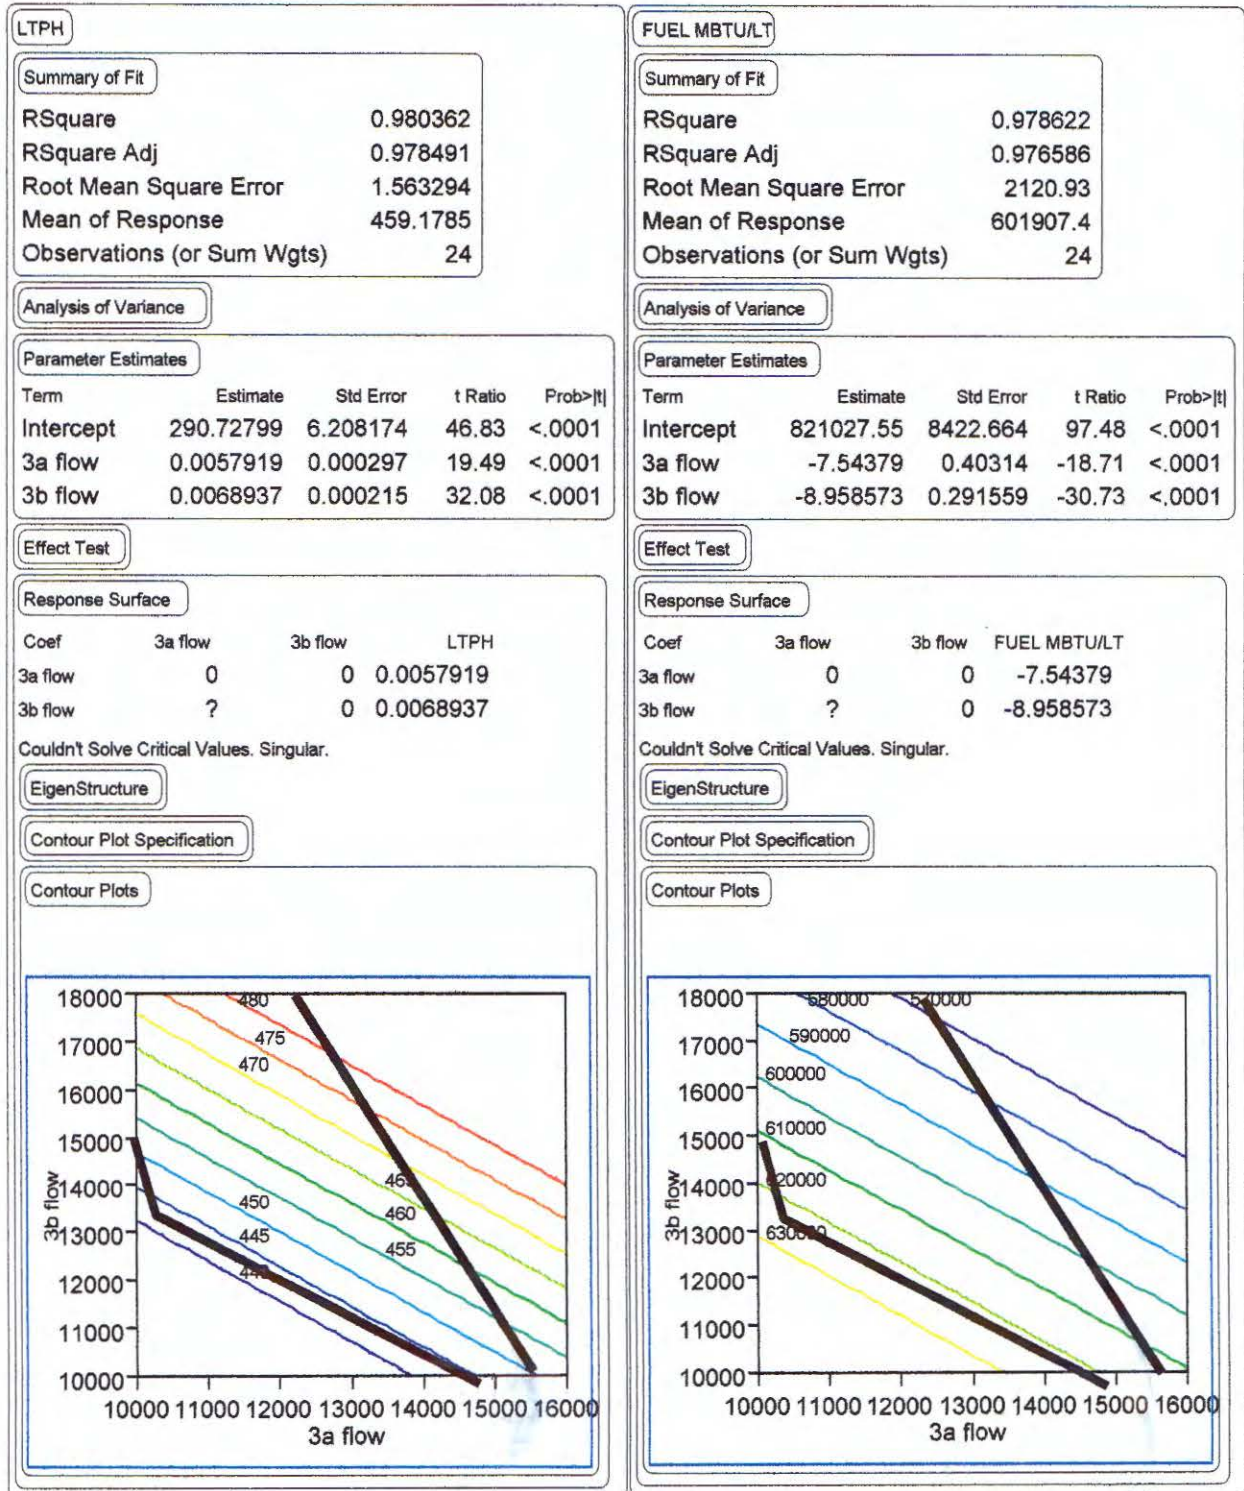 LTPH
Summary of Fit
RSquare 0.980362
RSquare Adj 0.978491
Root Mean Square Error 1.563294
Mean of Response 459.1785
Observations (or Sum Wgts) 24
Analysis of Variance
Parameter Estimates
Term Estimate Std Error t Ratio Prob>|t|
Intercept 290.72799 6.208174 46.83 <.0001
3a flow 0.0057919 0.000297 19.49 <.0001
3b flow 0.0068937 0.000215 32.08 <.0001
Effect Test
Response Surface
Coef 3a flow 3b flow LTPH
3a flow 0 0 0.0057919
3b flow ? 0 0.0068937
Couldn't Solve Critical Values. Singular.
EigenStructure
Contour Plot Specification
Contour Plots
18000
17000
16000
15000
14000
13000
12000
11000
10000
3b flow
480
475
470
460
450
445
455
10000 11000 12000 13000 14000 15000 16000
3a flow
FUEL MBTU/LT
Summary of Fit
RSquare 0.978622
RSquare Adj 0.976586
Root Mean Square Error 2120.93
Mean of Response 601907.4
Observations (or Sum Wgts) 24
Analysis of Variance
Parameter Estimates
Term Estimate Std Error t Ratio Prob>|t|
Intercept 821027.55 8422.664 97.48 <.0001
3a flow -7.54379 0.40314 -18.71 <.0001
3b flow -8.958573 0.291559 -30.73 <.0001
Effect Test
Response Surface
Coef 3a flow 3b flow FUEL MBTU/LT
3a flow 0 0 -7.54379
3b flow ? 0 -8.958573
Couldn't Solve Critical Values. Singular.
EigenStructure
Contour Plot Specification
Contour Plots
18000
17000
16000
15000
14000
13000
12000
11000
10000
3b flow
580000
590000
600000
610000
620000
630000
10000 11000 12000 13000 14000 15000 16000
3a flow